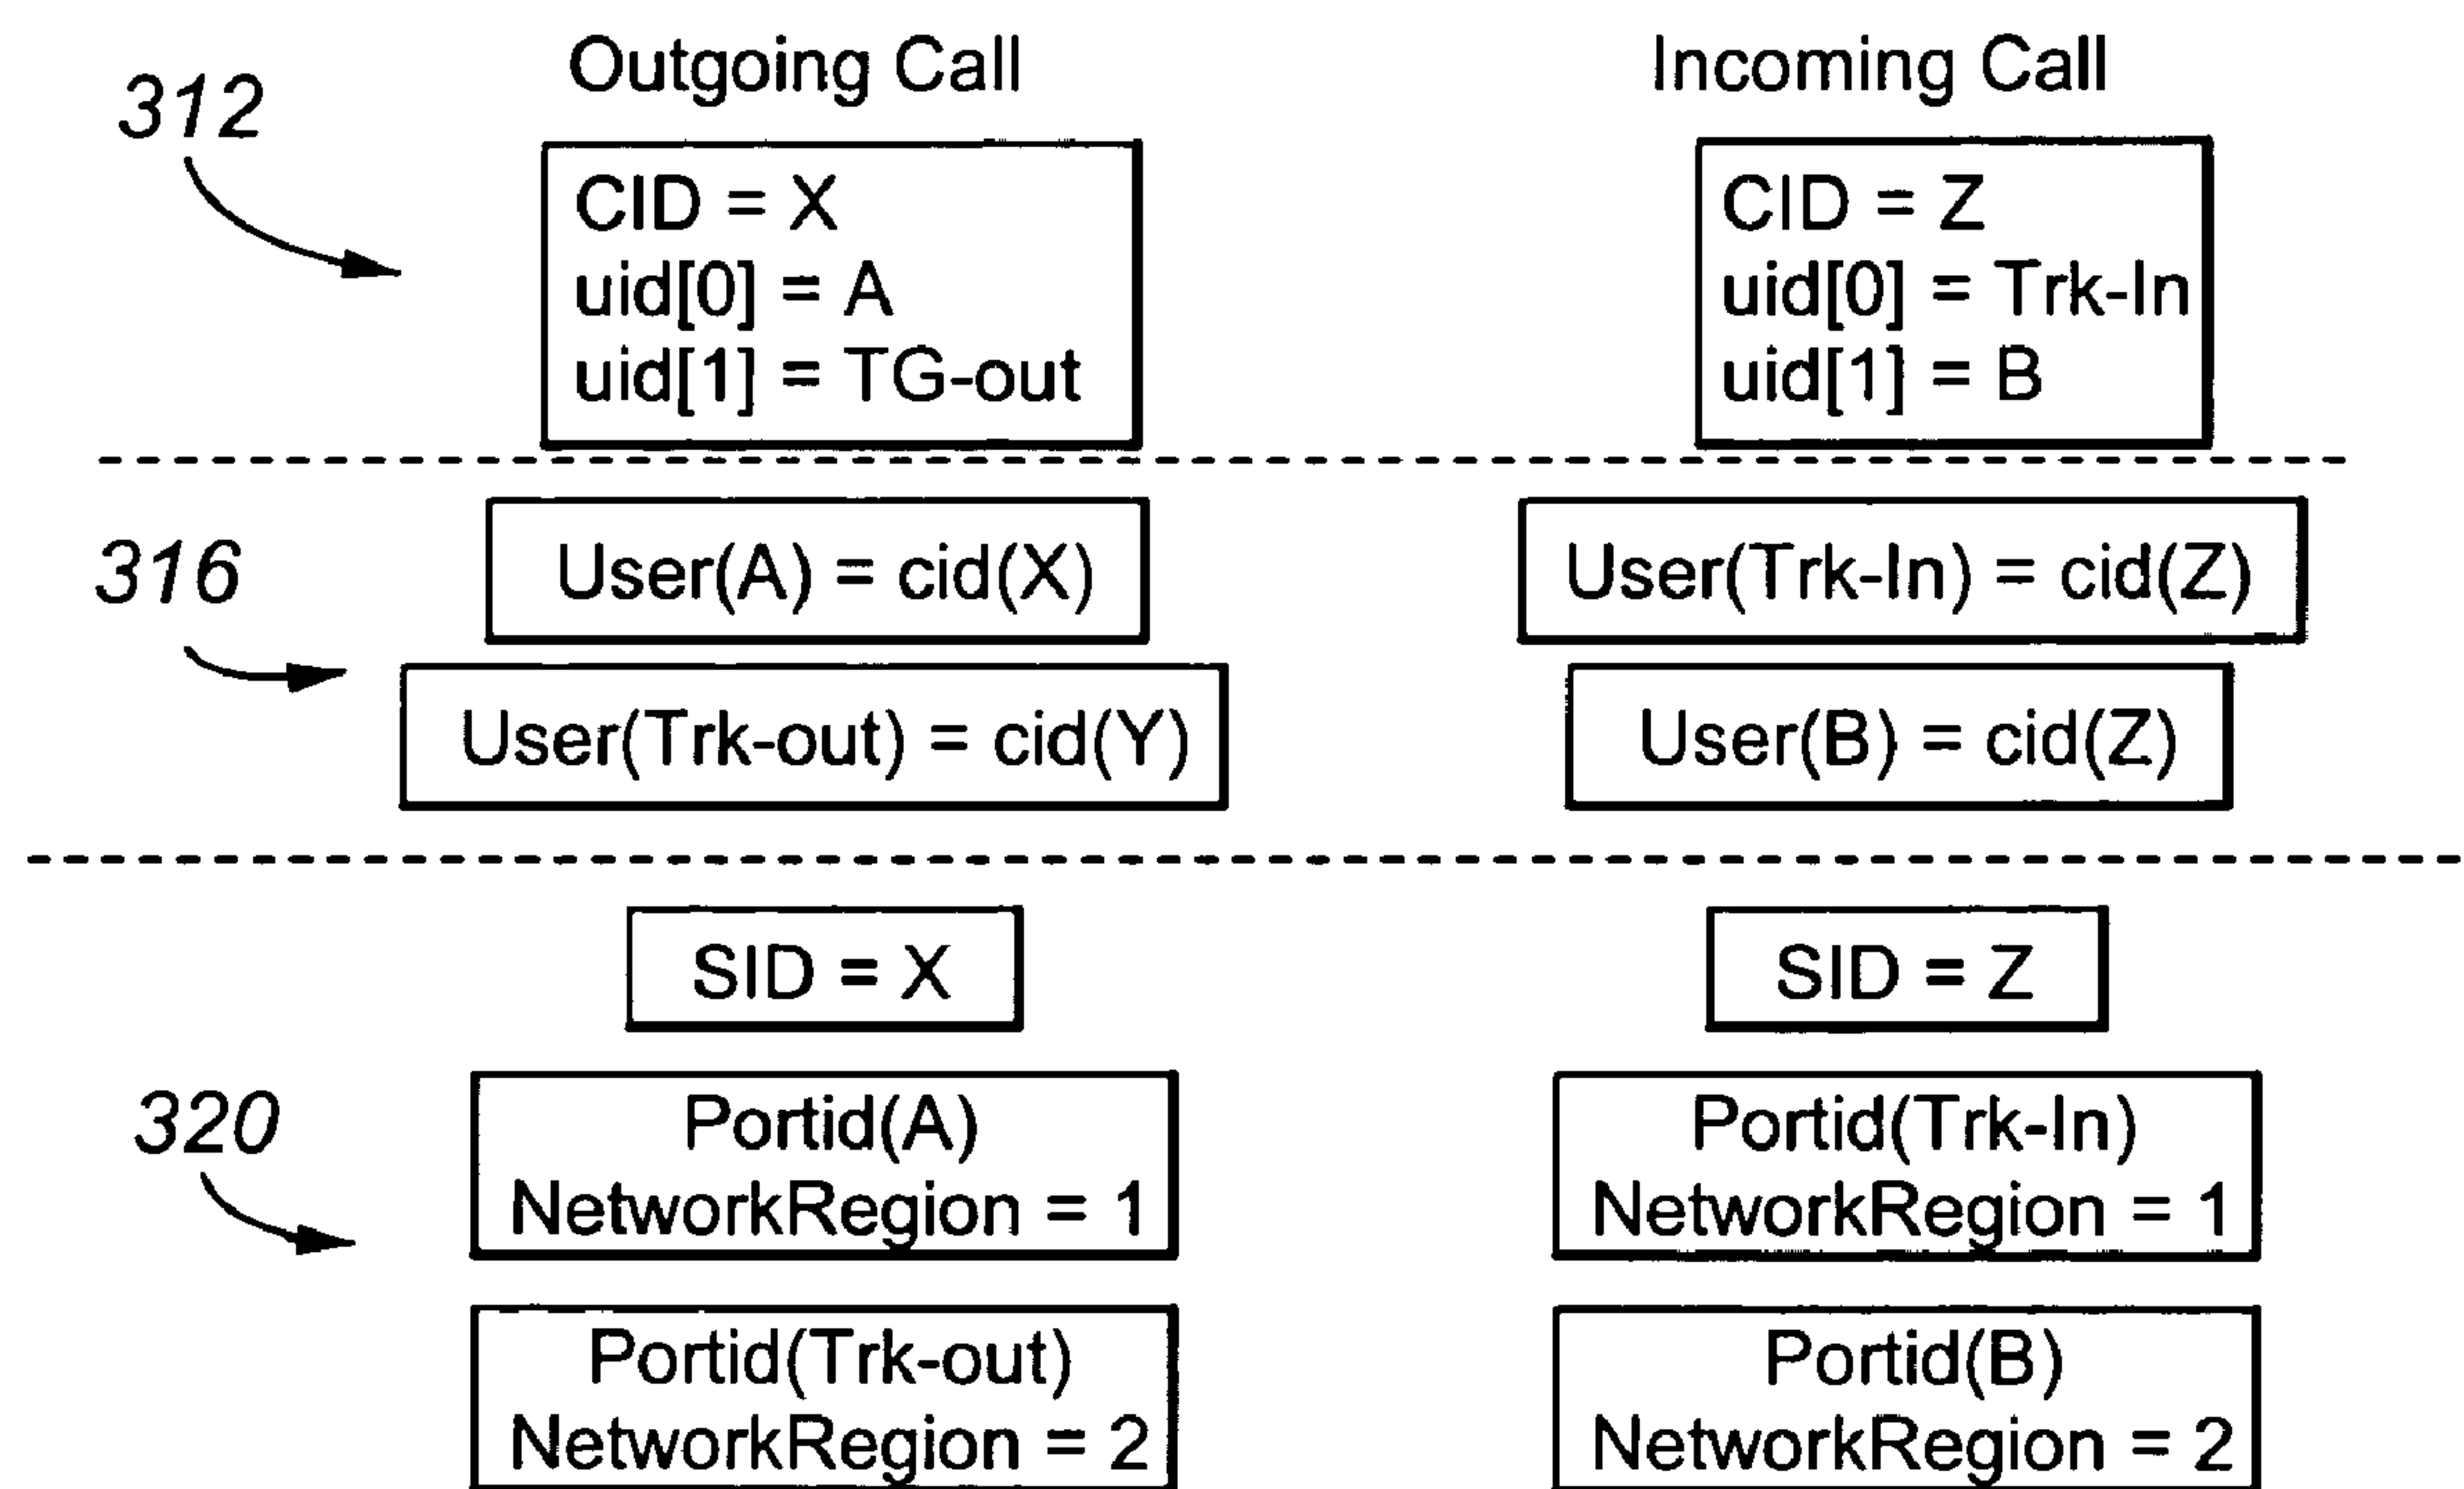 Outgoing Call
Incoming Call
312
CID = X
uid[0] = A
uid[1] = TG-out
CID = Z
uid[0] = Trk-In
uid[1] = B
316
User(A) = cid(X)
User(Trk-out) = cid(Y)
User(Trk-In) = cid(Z)
User(B) = cid(Z)
320
SID = X
Portid(A)
NetworkRegion = 1
Portid(Trk-out)
NetworkRegion = 2
SID = Z
Portid(Trk-In)
NetworkRegion = 1
Portid(B)
NetworkRegion = 2